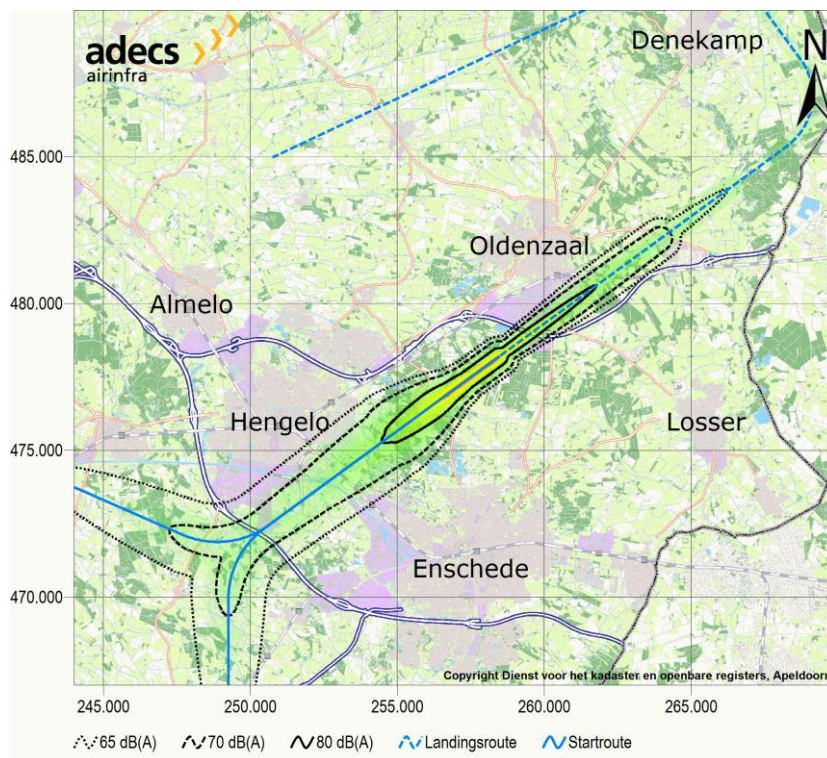 adecs
airinfra
Denekamp
N
485.000
Oldenzaal
480.000
Almelo
Hengelo
475.000
Losser
Enschede
470.000
Copyright Dienst voor het kadaster en openbare registers, Apeldoorn
245.000 250.000 255.000 260.000 265.000
65 dB(A) 70 dB(A) 80 dB(A) Landingsroute Startroute